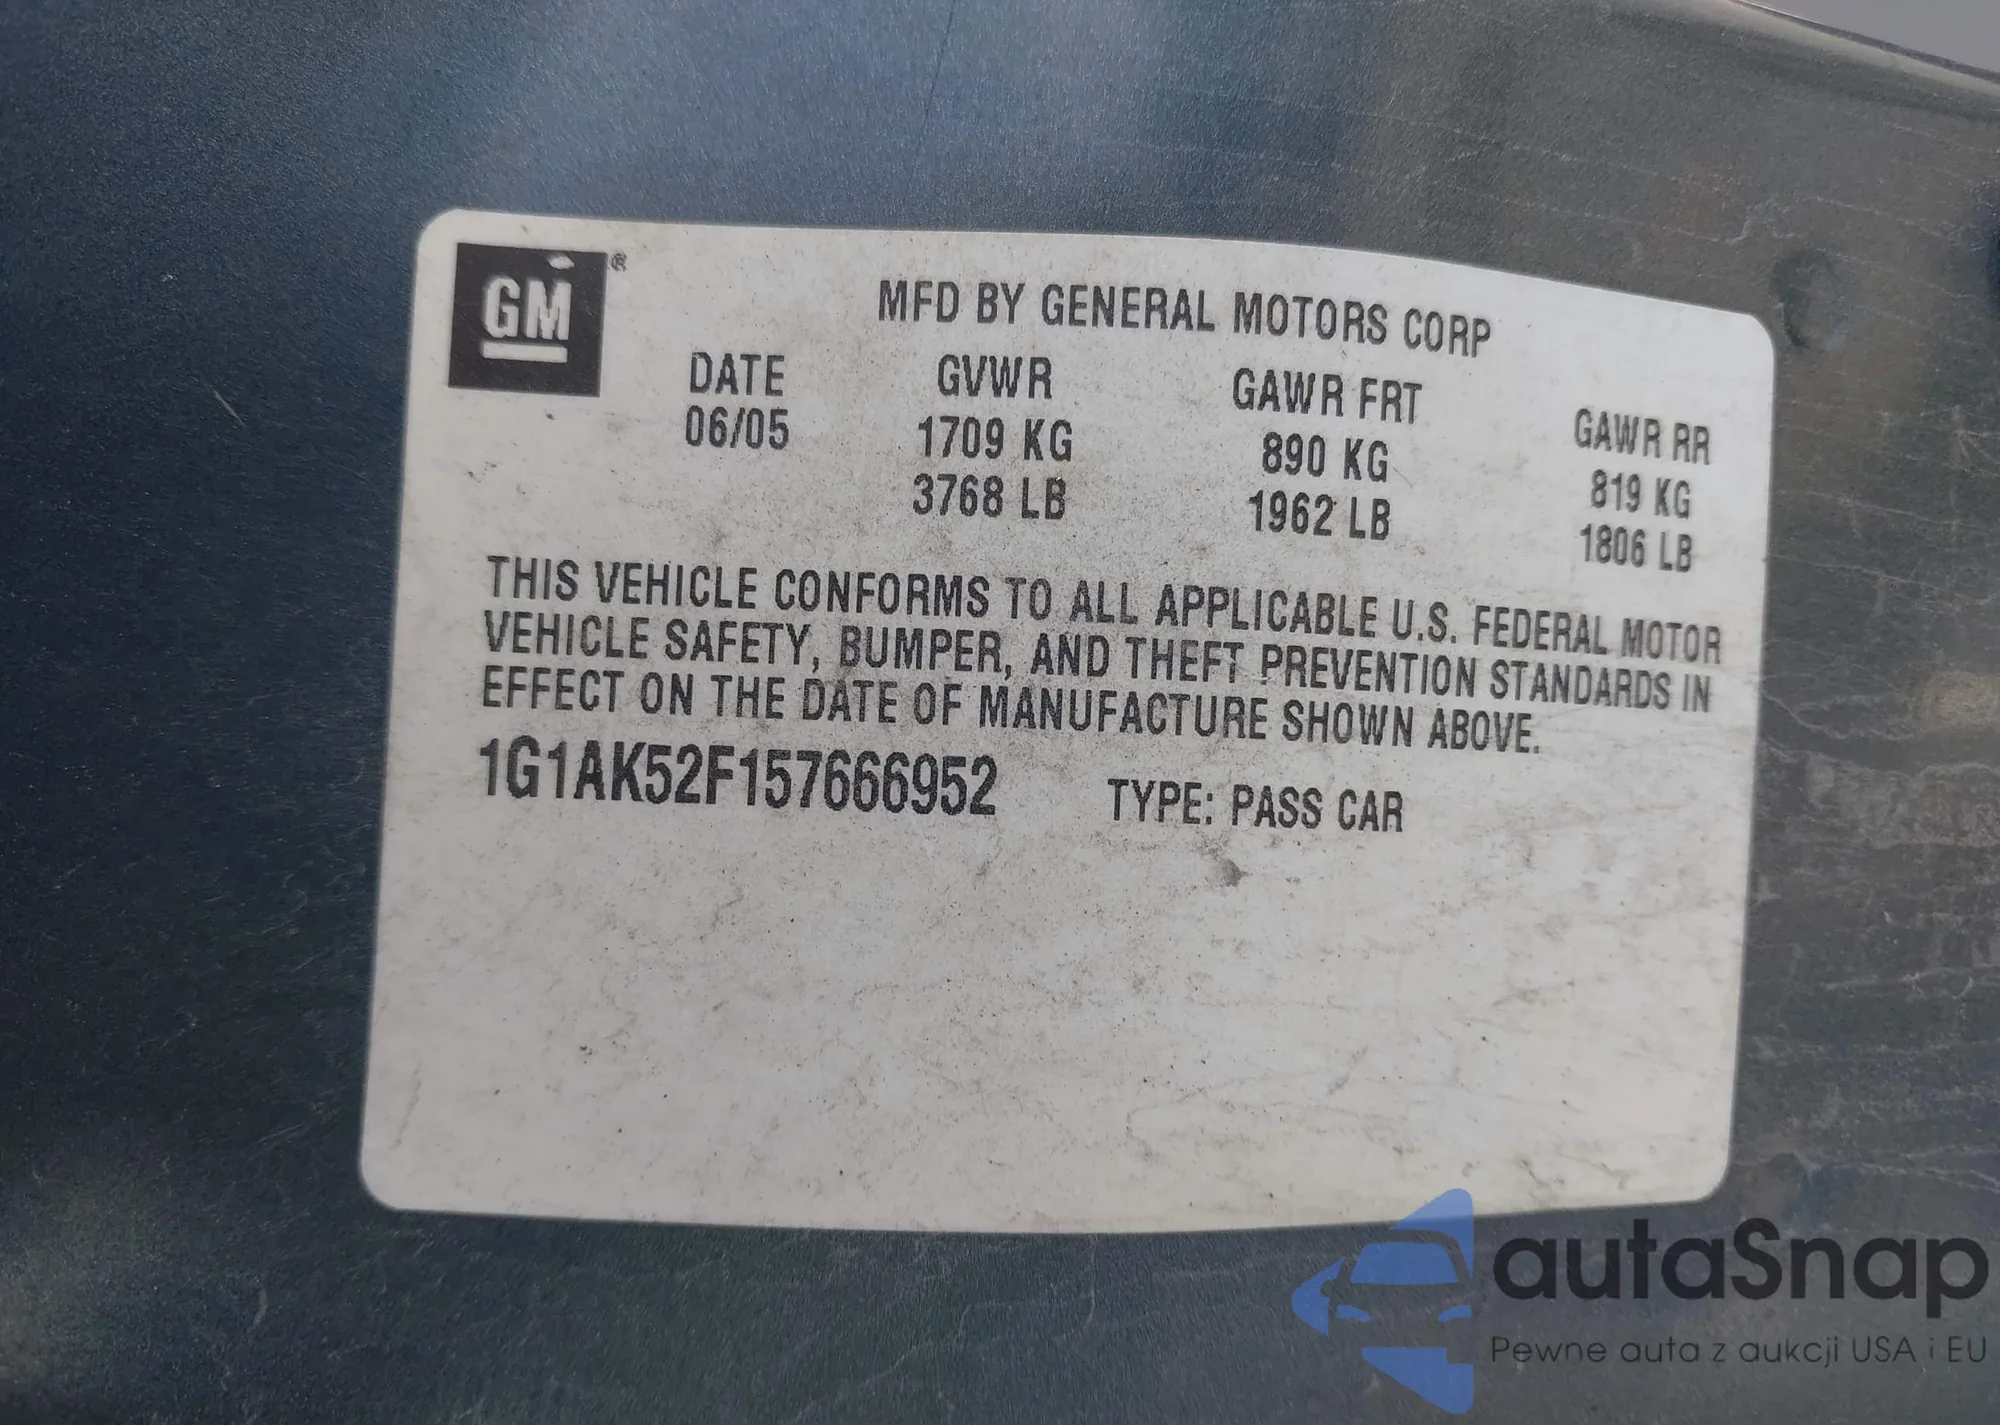 GM ®
MFD BY GENERAL MOTORS CORP
DATE GVWR GAWR FRT GAWR RR
06/05 1709 KG 890 KG 819 KG
3768 LB 1962 LB 1806 LB
THIS VEHICLE CONFORMS TO ALL APPLICABLE U.S. FEDERAL MOTOR
VEHICLE SAFETY, BUMPER, AND THEFT PREVENTION STANDARDS IN
EFFECT ON THE DATE OF MANUFACTURE SHOWN ABOVE.
1G1AK52F157666952 TYPE: PASS CAR
autaSnap
Pewne auta z aukcji USA i EU